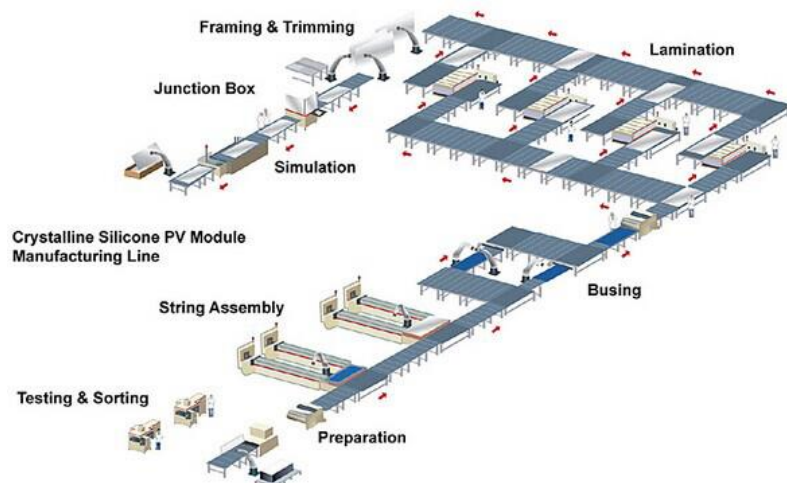 Framing & Trimming
Lamination
Junction Box
Simulation
Crystalline Silicone PV Module
Manufacturing Line
Busing
String Assembly
Testing & Sorting
Preparation